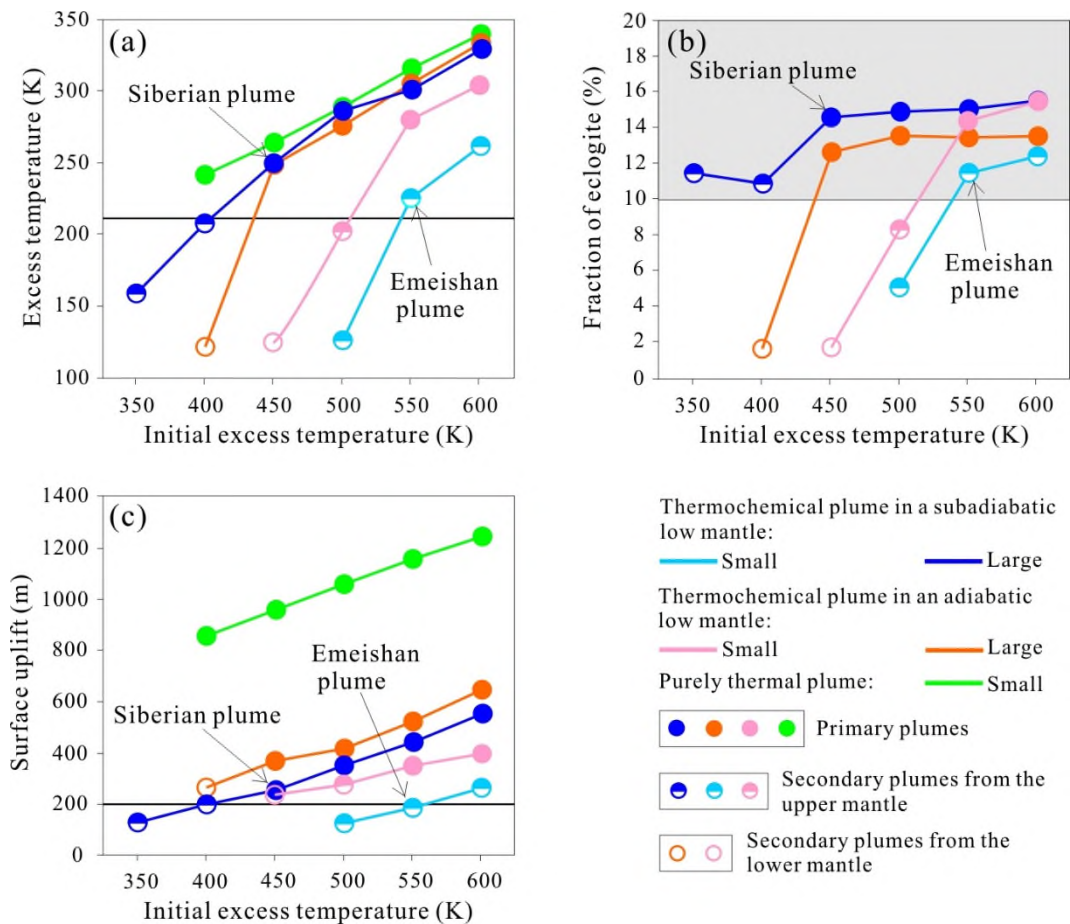 (a)
350
300
250
200
150
100
Excess temperature (K)
Siberian plume
Emeishan
plume
350 400 450 500 550 600
Initial excess temperature (K)
(b)
20
18
16
14
12
10
8
6
4
2
0
Fraction of eclogite (%)
Siberian plume
Emeishan
plume
350 400 450 500 550 600
Initial excess temperature (K)
(c)
1400
1200
1000
800
600
400
200
0
Surface uplift (m)
Emeishan
plume
Siberian plume
350 400 450 500 550 600
Initial excess temperature (K)
Thermochemical plume in a subadiabatic
low mantle:
Small Large
Thermochemical plume in an adiabatic
low mantle:
Small Large
Purely thermal plume: Small
Primary plumes
Secondary plumes from the
upper mantle
Secondary plumes from the
lower mantle